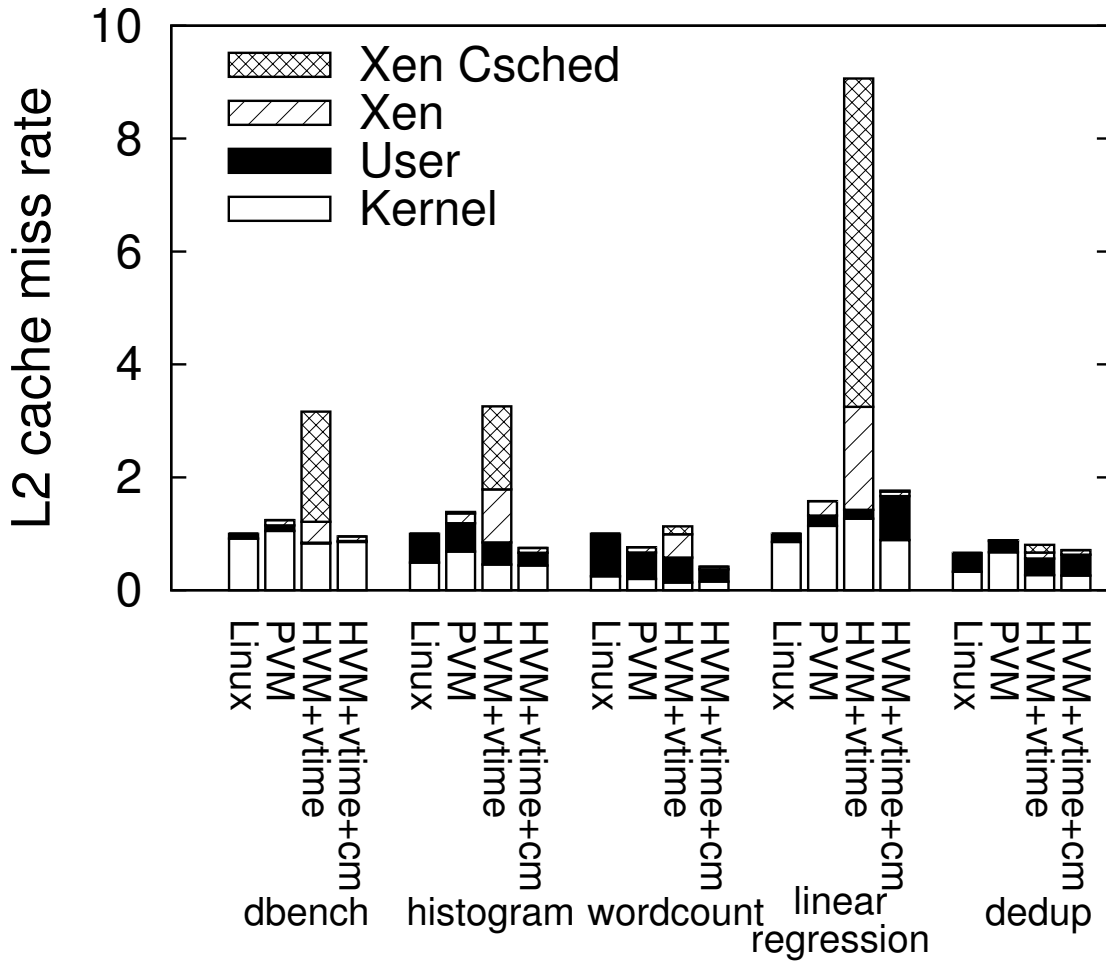 10
8
6
4
2
0
L2 cache miss rate
Xen Csched
Xen
User
Kernel
Linux
PVM
HVM+vtime
HVM+vtime+cm
Linux
PVM
HVM+vtime
HVM+vtime+cm
Linux
PVM
HVM+vtime
HVM+vtime+cm
Linux
PVM
HVM+vtime
HVM+vtime+cm
Linux
PVM
HVM+vtime
HVM+vtime+cm
dbench
histogram
wordcount
linear
regression
dedup